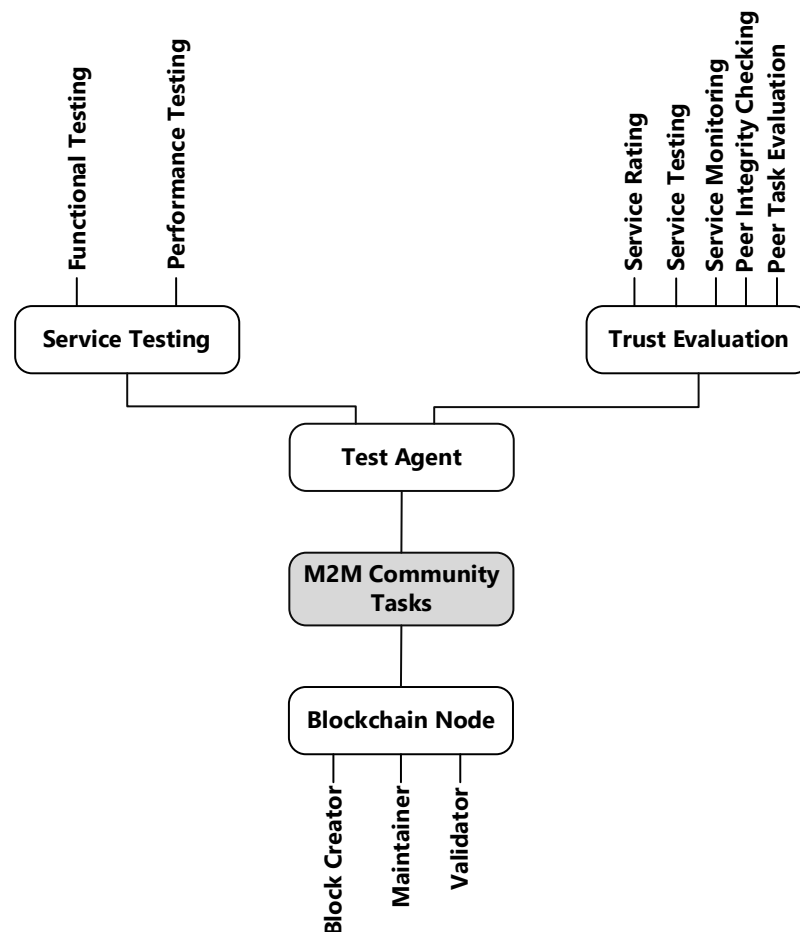 Functional Testing
Performance Testing
Service Rating
Service Testing
Service Monitoring
Peer Integrity Checking
Peer Task Evaluation
Service Testing
Trust Evaluation
Test Agent
M2M Community
Tasks
Blockchain Node
Block Creator
Maintainer
Validator